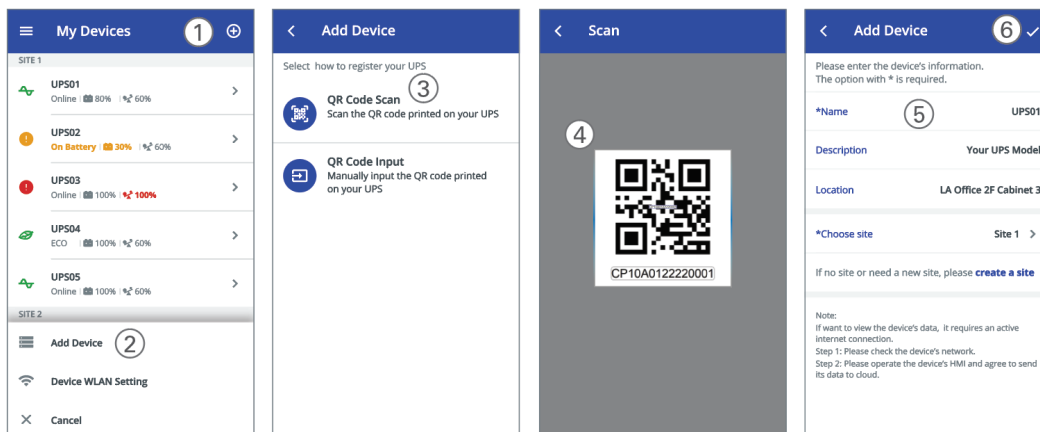 My Devices
1
SITE 1
UPS01
Online 80% 60%
UPS02
On Battery 30% 60%
UPS03
Online 100% 100%
UPS04
ECO 100% 60%
UPS05
Online 100% 60%
SITE 2
Add Device
2
Device WLAN Setting
Cancel
Add Device
Select how to register your UPS
3
QR Code Scan
Scan the QR code printed on your UPS
QR Code Input
Manually input the QR code printed
on your UPS
Scan
4
CP10A0122220001
Add Device
6
Please enter the device's information.
The option with * is required.
*Name UPS01
5
Description Your UPS Model
Location LA Office 2F Cabinet 3
*Choose site Site 1
If no site or need a new site, please create a site
Note:
If want to view the device's data, it requires an active
internet connection.
Step 1: Please check the device's network.
Step 2: Please operate the device's HMI and agree to send
its data to cloud.